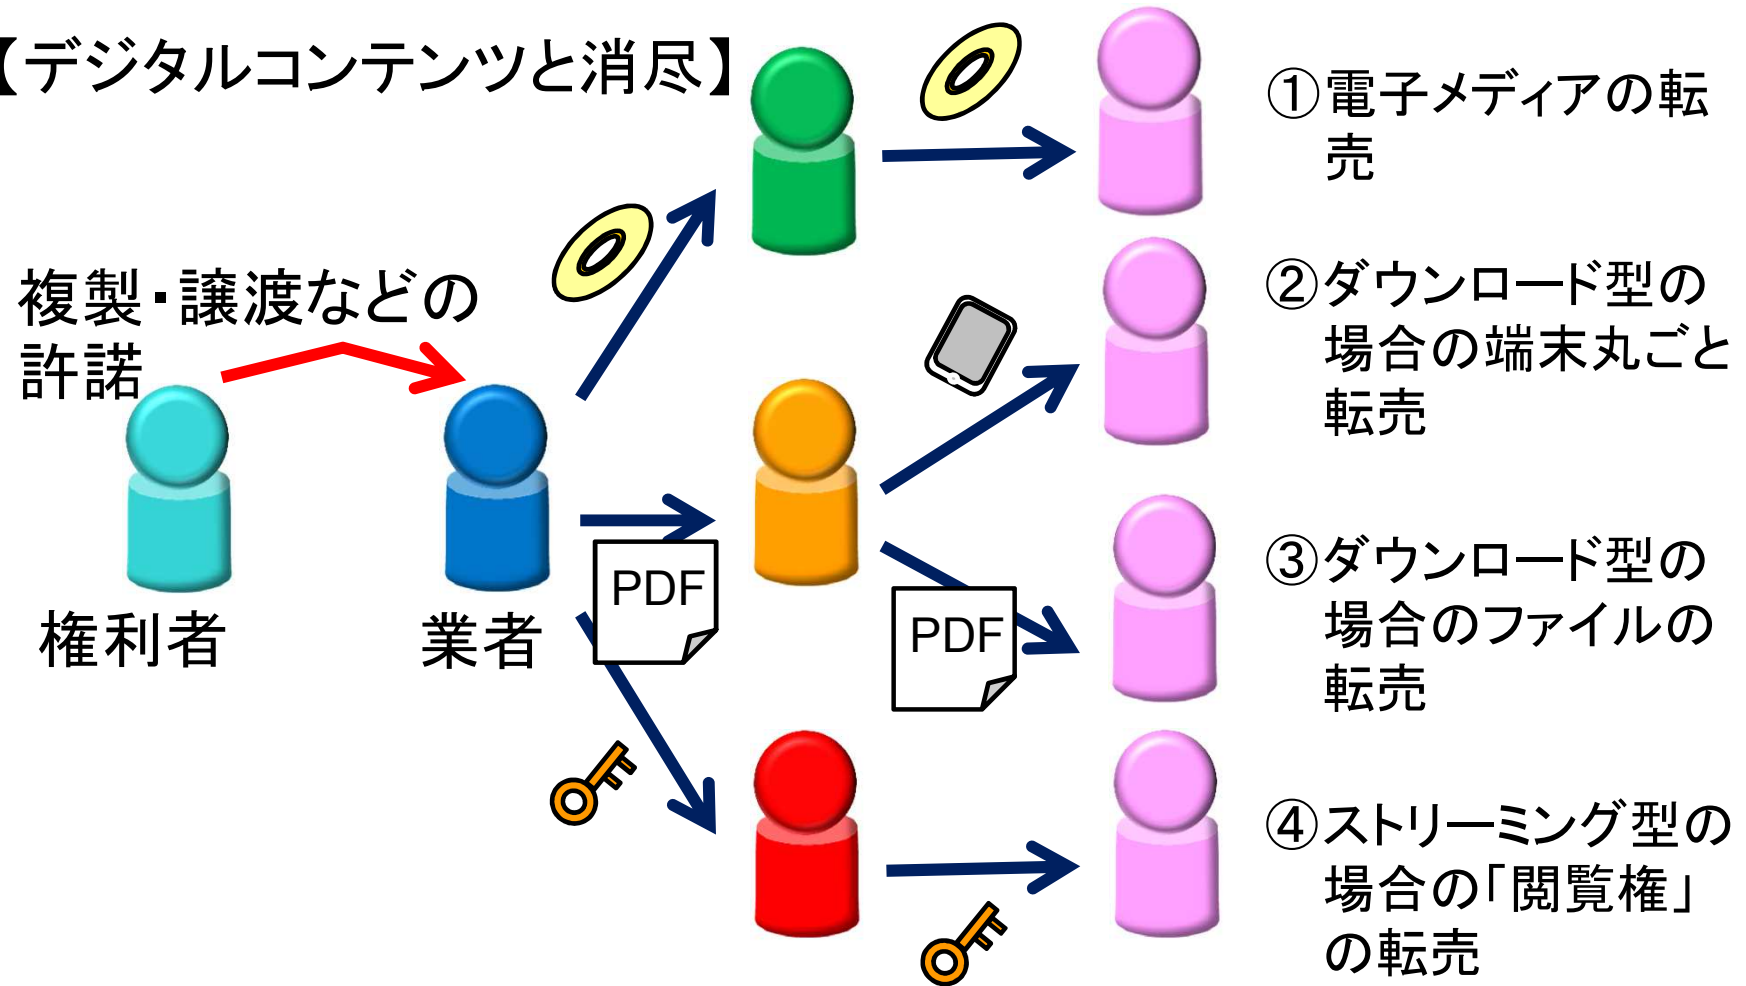 【デジタルコンテンツと消尽】
複製・譲渡などの
許諾
権利者
業者
PDF
PDF
①電子メディアの転
売
②ダウンロード型の
場合の端末丸ごと
転売
③ダウンロード型の
場合のファイルの
転売
④ストリーミング型の
場合の「閲覧権」
の転売